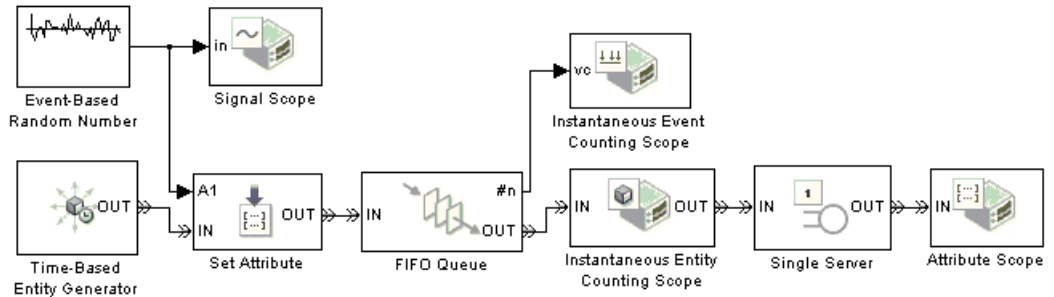 in
Signal Scope
Event-Based
Random Number
vc
Instantaneous Event
Counting Scope
OUT
Time-Based
Entity Generator
A1
IN
OUT
Set Attribute
IN
#n
OUT
FIFO Queue
IN
OUT
Instantaneous Entity
Counting Scope
1
IN
OUT
Single Server
[...]
IN
Attribute Scope
[...]